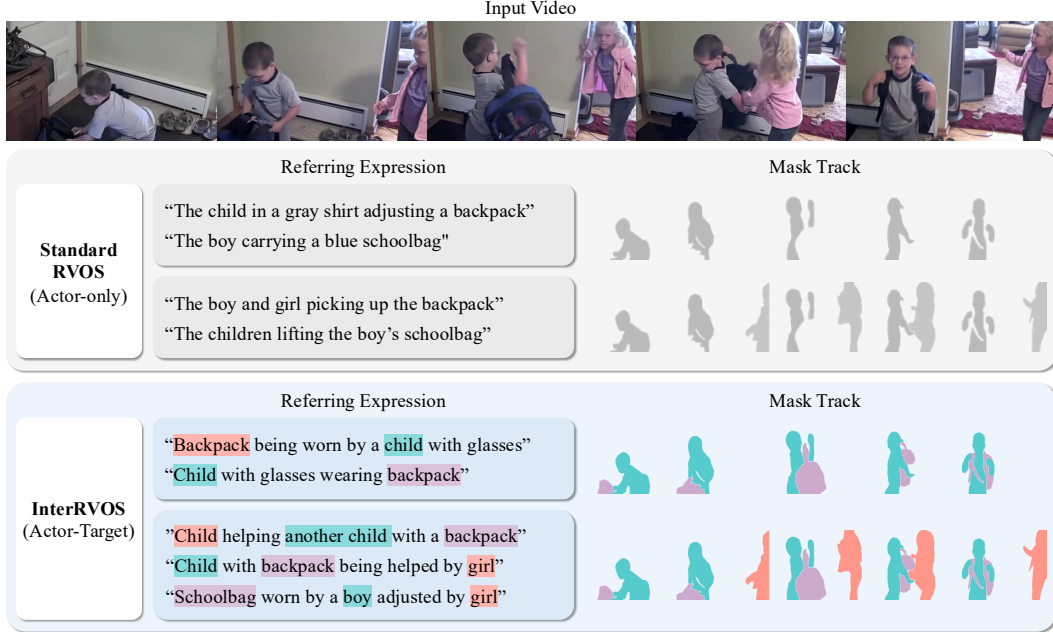 Input Video
Referring Expression
Mask Track
Standard
RVOS
(Actor-only)
“The child in a gray shirt adjusting a backpack”
“The boy carrying a blue schoolbag"
“The boy and girl picking up the backpack”
“The children lifting the boy’s schoolbag”
Referring Expression
Mask Track
InterRVOS
(Actor-Target)
“Backpack being worn by a child with glasses”
“Child with glasses wearing backpack”
”Child helping another child with a backpack”
“Child with backpack being helped by girl”
“Schoolbag worn by a boy adjusted by girl”